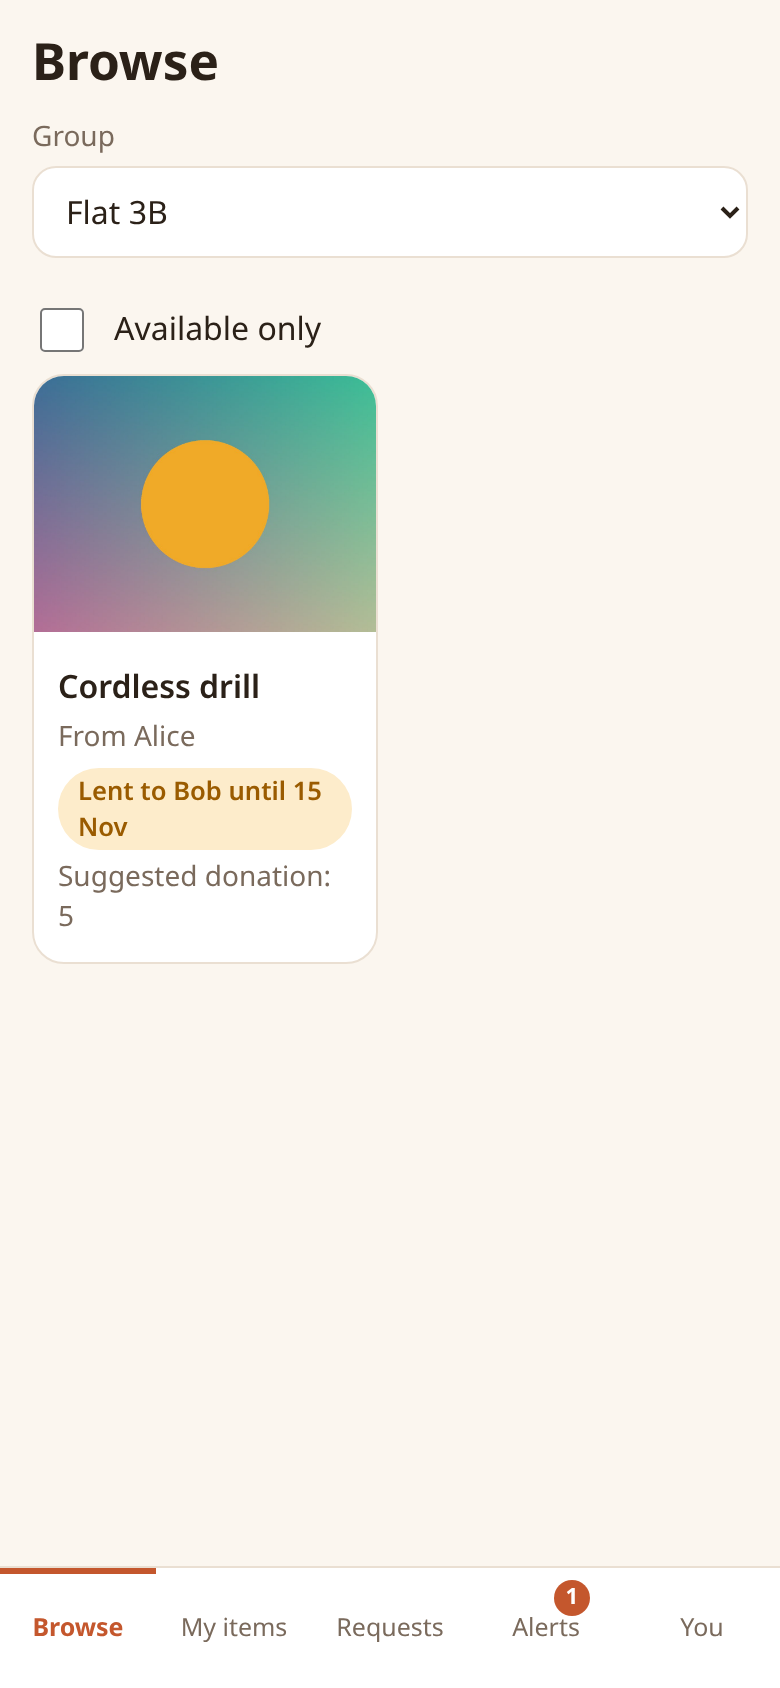 Browse
Group
Flat 3B
Available only
Cordless drill
From Alice
Lent to Bob until 15
Nov
Suggested donation:
5
1
Browse
My items
Requests
Alerts
You